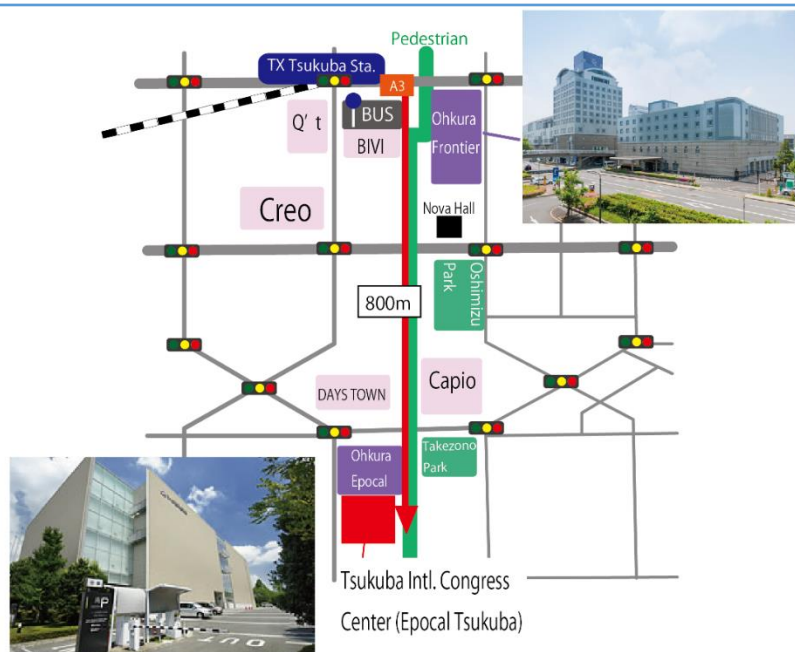 Pedestrian
TX Tsukuba Sta.
A3
Q't
BUS
BIVI
Ohkura
Frontier
Creo
Nova Hall
Oshimizu
Park
800m
DAYS TOWN
Capio
Ohkura
Epocal
Takezono
Park
P
OUT
Tsukuba Intl. Congress
Center (Epocal Tsukuba)